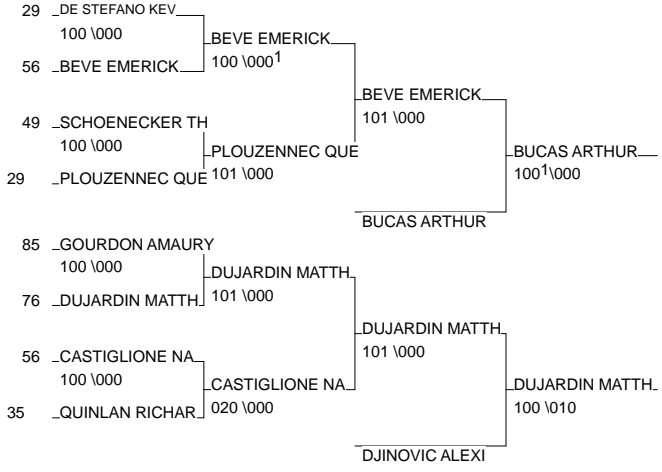 29 DE STEFANO KEV
100 \000
BEVE EMERICK
56 BEVE EMERICK
100 \000¹
BEVE EMERICK
49 SCHOENECKER TH
101 \000
100 \000
PLOUZENNEC QUE
BUCAS ARTHUR
29 PLOUZENNEC QUE
101 \000
100¹\000
BUCAS ARTHUR
85 GOURDON AMAURY
100 \000
DUJARDIN MATTH
76 DUJARDIN MATTH
101 \000
DUJARDIN MATTH
56 CASTIGLIONE NA
101 \000
100 \000
CASTIGLIONE NA
DUJARDIN MATTH
35 QUINLAN RICHAR
020 \000
100 \010
DJINOVIC ALEXI